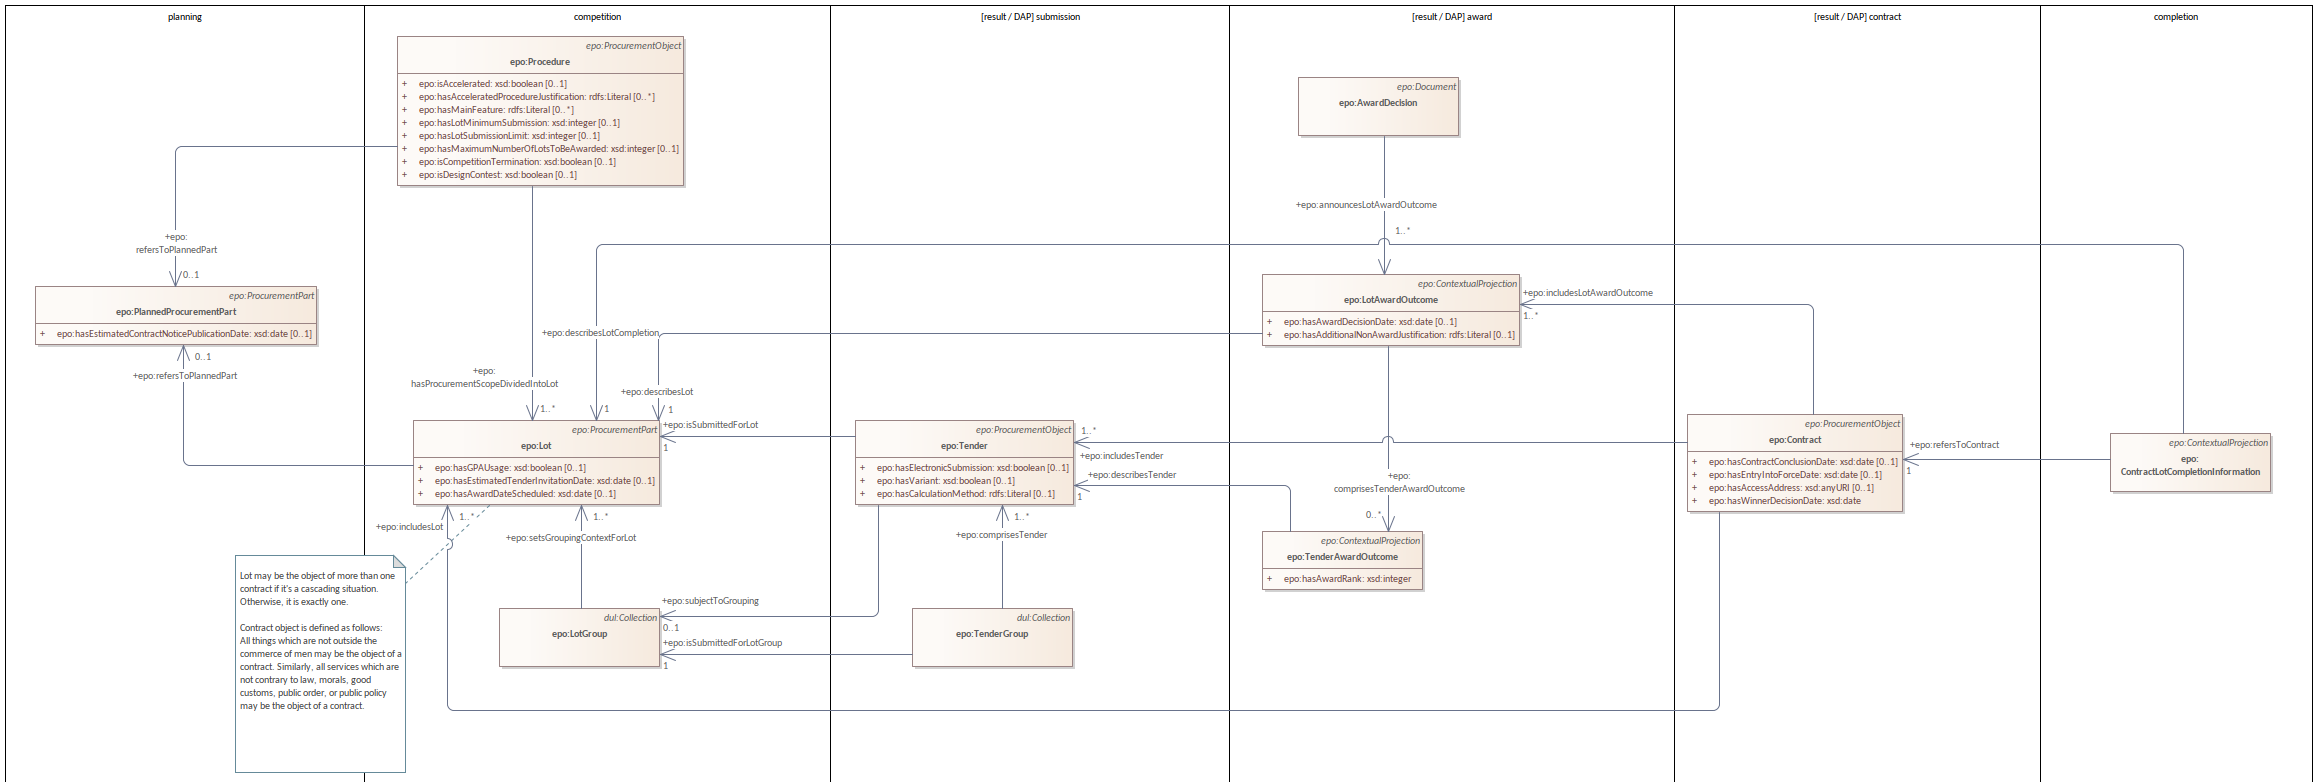 planning
competition
[result / DAP] submission
[result / DAP] award
[result / DAP] contract
completion
epo:ProcurementObject
epo:Procedure
+ epo:isAccelerated: xsd:boolean [0..1]
+ epo:hasAcceleratedProcedureJustification: rdfs:Literal [0..*]
+ epo:hasMainFeature: rdfs:Literal [0..*]
+ epo:hasLotMinimumSubmission: xsd:integer [0..1]
+ epo:hasLotSubmissionLimit: xsd:integer [0..1]
+ epo:hasMaximumNumberOfLotsToBeAwarded: xsd:integer [0..1]
+ epo:isCompetitionTermination: xsd:boolean [0..1]
+ epo:isDesignContest: xsd:boolean [0..1]
epo:Document
epo:AwardDecision
+epo:announcesLotAwardOutcome
1..*
+epo:
refersToPlannedPart
0..1
epo:ProcurementPart
epo:PlannedProcurementPart
+ epo:hasEstimatedContractNoticePublicationDate: xsd:date [0..1]
0..1
+epo:refersToPlannedPart
epo:ContextualProjection
epo:LotAwardOutcome
+ epo:hasAwardDecisionDate: xsd:date [0..1]
+ epo:hasAdditionalNonAwardJustification: rdfs:Literal [0..1]
+epo:includesLotAwardOutcome
1..*
+epo:describesLotCompletion
+epo:
hasProcurementScopeDividedIntoLot
1..*
1
+epo:describesLot
1
epo:ProcurementPart
epo:Lot
+ epo:hasGPAUsage: xsd:boolean [0..1]
+ epo:hasEstimatedTenderInvitationDate: xsd:date [0..1]
+ epo:hasAwardDateScheduled: xsd:date [0..1]
+epo:isSubmittedForLot
1
epo:ProcurementObject
epo:Tender
+ epo:hasElectronicSubmission: xsd:boolean [0..1]
+ epo:hasVariant: xsd:boolean [0..1]
+ epo:hasCalculationMethod: rdfs:Literal [0..1]
1..*
+epo:includesTender
+epo:describesTender
1
epo:ProcurementObject
epo:Contract
+ epo:hasContractConclusionDate: xsd:date [0..1]
+ epo:hasEntryIntoForceDate: xsd:date [0..1]
+ epo:hasAccessAddress: xsd:anyURI [0..1]
+ epo:hasWinnerDecisionDate: xsd:date
+epo:refersToContract
1
epo:ContextualProjection
epo:
ContractLotCompletionInformation
+epo:
comprisesTenderAwardOutcome
0..*
epo:ContextualProjection
epo:TenderAwardOutcome
+ epo:hasAwardRank: xsd:integer
+epo:includesLot
1..*
1..*
+epo:setsGroupingContextForLot
1..*
+epo:comprisesTender
Lot may be the object of more than one
contract if it's a cascading situation.
Otherwise, it is exactly one.
Contract object is defined as follows:
All things which are not outside the
commerce of men may be the object of a
contract. Similarly, all services which are
not contrary to law, morals, good
customs, public order, or public policy
may be the object of a contract.
dul:Collection
epo:LotGroup
+epo:subjectToGrouping
0..1
+epo:isSubmittedForLotGroup
1
dul:Collection
epo:TenderGroup